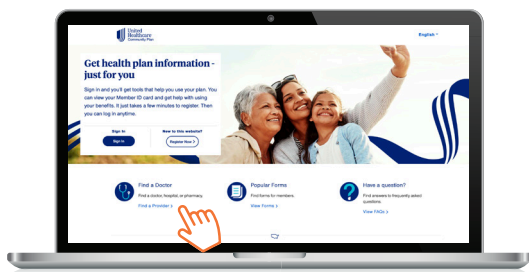 United
Healthcare
Community Plan
English
Get health plan information -
just for you
Sign in and you'll get tools that help you use your plan. You
can view your Member ID card and get help with using
your benefits. It just takes a few minutes to register. Then
you can log in anytime.
Sign In
New to this website?
Sign In
Register Now >
Find a Doctor
Find a doctor, hospital, or pharmacy.
Find a Provider >
Popular Forms
Find forms for members.
View Forms >
Have a question?
Find answers to frequently asked
questions.
View FAQs >